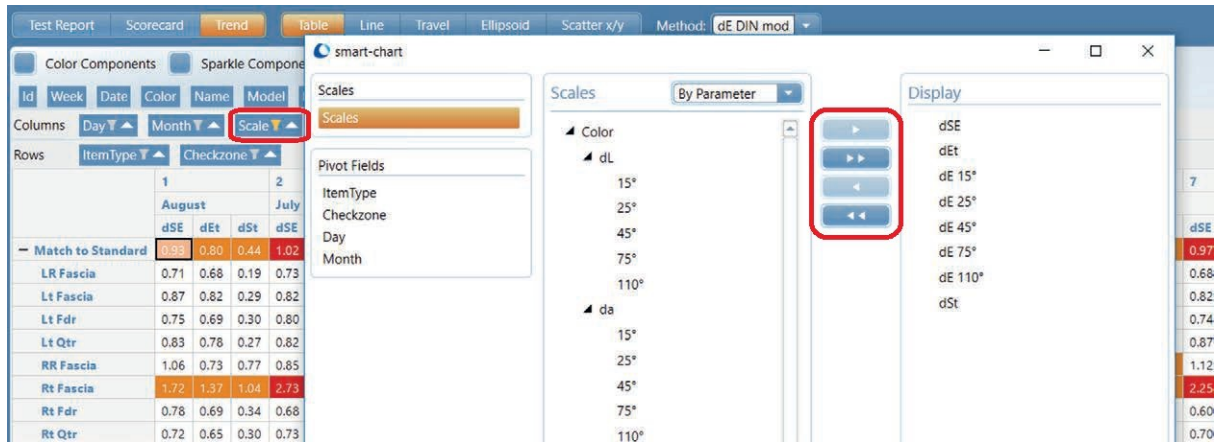 Test Report Scorecard Trend Table Line Travel Ellipsoid Scatter x/y Method: dE DIN mod
smart-chart
Color Components Sparkle Compone
Id Week Date Color Name Model
Columns Day Month Scale
Rows ItemType Checkzone
1 2
August July
dSE dEt dSt dSE
Match to Standard 0.93 0.80 0.44 1.02
LR Fascia 0.71 0.68 0.19 0.73
Lt Fascia 0.87 0.82 0.29 0.82
Lt Fdr 0.75 0.69 0.30 0.80
Lt Qtr 0.83 0.78 0.27 0.82
RR Fascia 1.06 0.73 0.77 0.85
Rt Fascia 1.72 1.37 1.04 2.73
Rt Fdr 0.78 0.69 0.34 0.68
Rt Qtr 0.72 0.65 0.30 0.73
Scales
Scales
Pivot Fields
ItemType
Checkzone
Day
Month
Scales By Parameter
Color
dL
15°
25°
45°
75°
110°
da
15°
25°
45°
75°
110°
Display
dSE
dEt
dE 15°
dE 25°
dE 45°
dE 75°
dE 110°
dSt
7
dSE
0.97
0.68
0.82
0.74
0.87
1.12
2.25
0.60
0.70